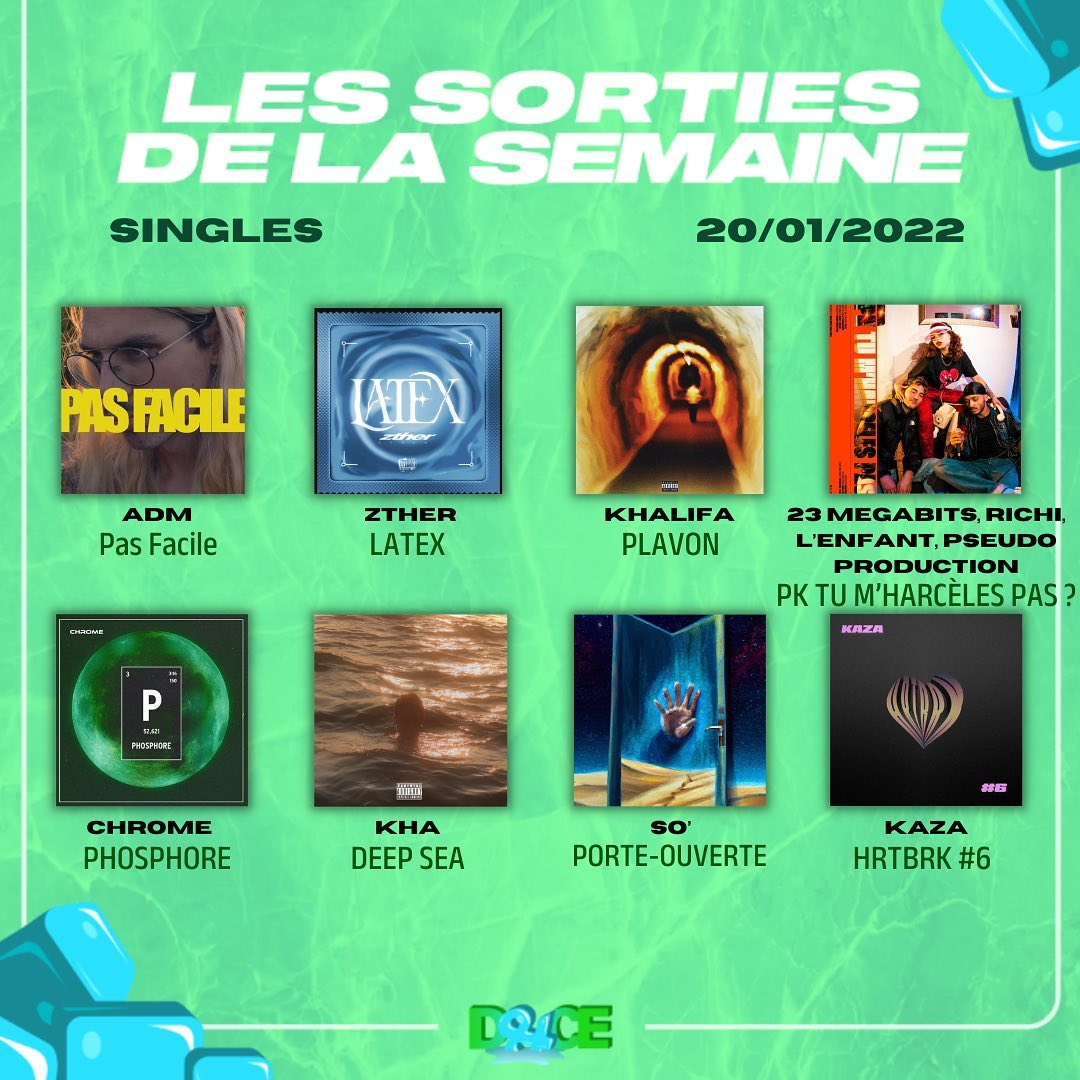 LES SORTIES
DE LA SEMAINE
SINGLES
20/01/2022
PAS FACILE
LATEX
zther
ADM
Pas Facile
ZTHER
LATEX
KHALIFA
PLAVON
23 MEGABITS, RICHI,
L'ENFANT, PSEUDO
PRODUCTION
PK TU M'HARCÈLES PAS ?
CHROME
3
P
PHOSPHORE
KAZA
#6
CHROME
PHOSPHORE
KHA
DEEP SEA
SO'
PORTE-OUVERTE
KAZA
HRTBRK #6